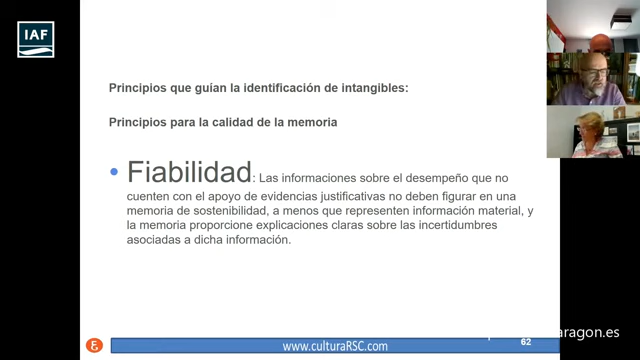 IAF
Principios que guían la identificación de intangibles:
Principios para la calidad de la memoria
• Fiabilidad: Las informaciones sobre el desempeño que no
cuenten con el apoyo de evidencias justificativas no deben figurar en una
memoria de sostenibilidad, a menos que representen información material, y
la memoria proporcione explicaciones claras sobre las incertidumbres
asociadas a dicha información.
www.culturaRSC.com
62
aragon.es